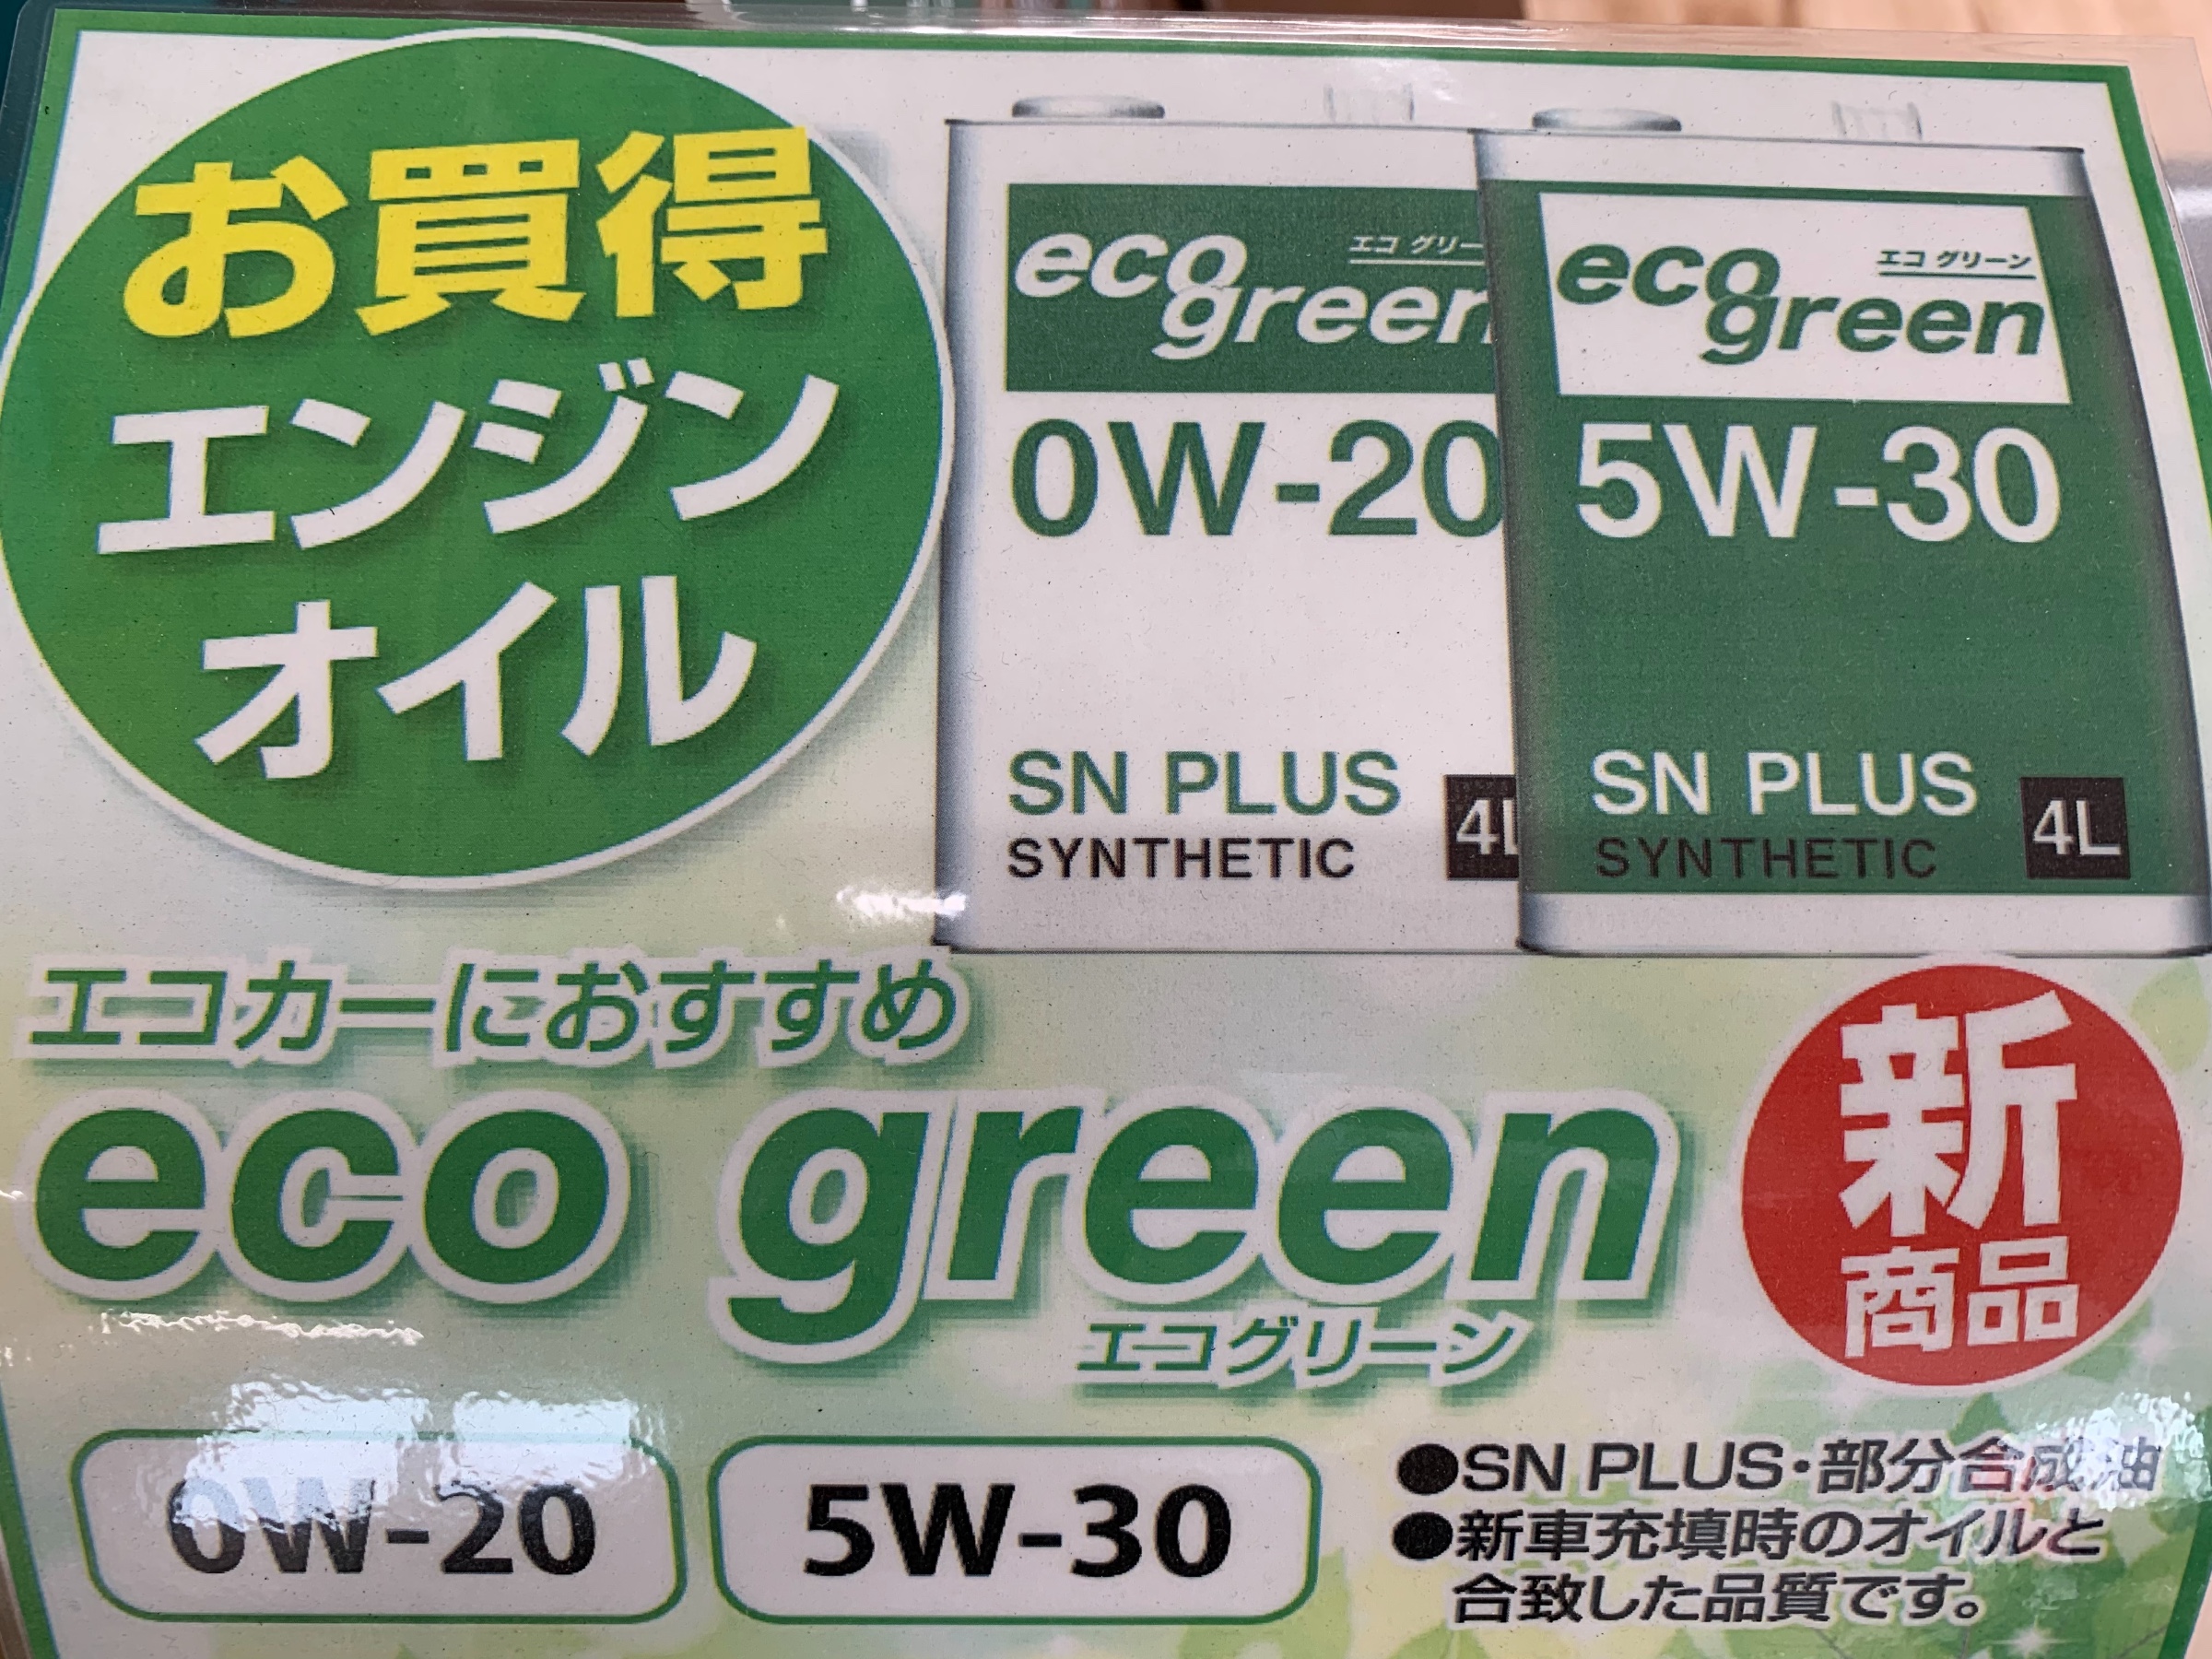 お買得
エンジン
オイル
eco green
エコ グリー
0W-20
SN PLUS
SYNTHETIC
4L
eco green
エコ グリーン
5W-30
SN PLUS
SYNTHETIC
4L
エコカーにおすすめ
eco green
エコグリーン
新
商品
0W-20
5W-30
●SN PLUS・部分合成油
●新車充填時のオイルと
合致した品質です。